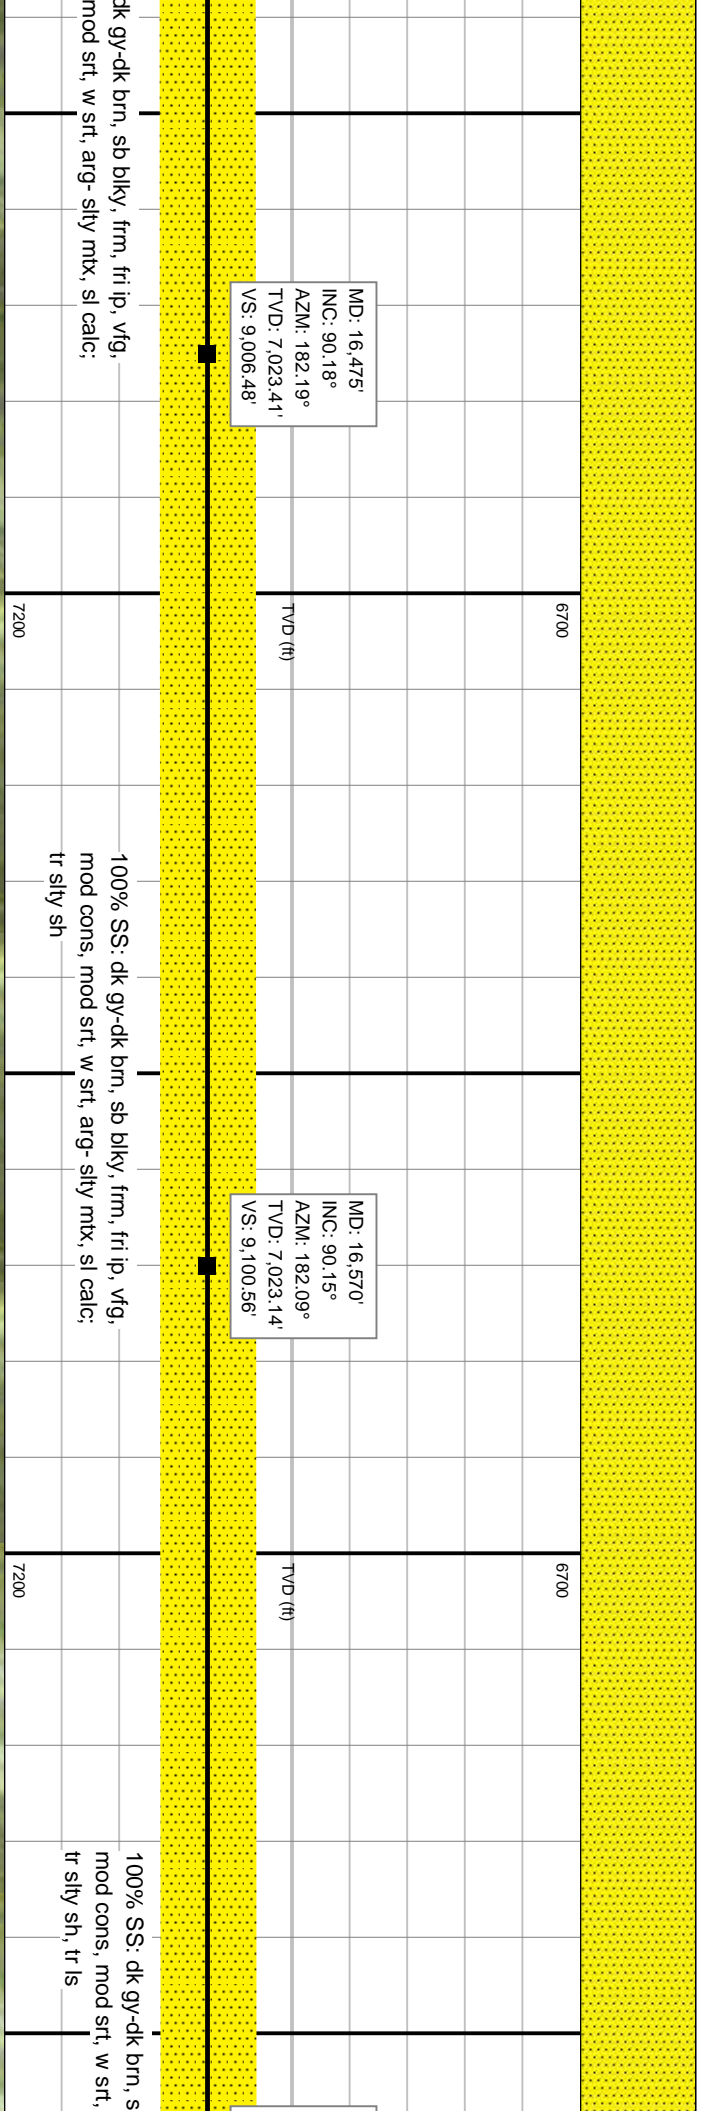 dk gy-dk brn, sb blky, frm, fri ip, vfg,
mod srt, w srt, arg- slty mtx, sl calc;
MD: 16,475'
INC: 90.18°
AZM: 182.19°
TVD: 7,023.41'
VS: 9,006.48'
6700
TVD (ft)
7200
100% SS: dk gy-dk brn, sb blky, frm, fri ip, vfg,
mod cons, mod srt, w srt, arg- slty mtx, sl calc;
tr slty sh
MD: 16,570'
INC: 90.15°
AZM: 182.09°
TVD: 7,023.14'
VS: 9,100.56'
6700
TVD (ft)
7200
100% SS: dk gy-dk brn, s
mod cons, mod srt, w srt,
tr slty sh, tr ls